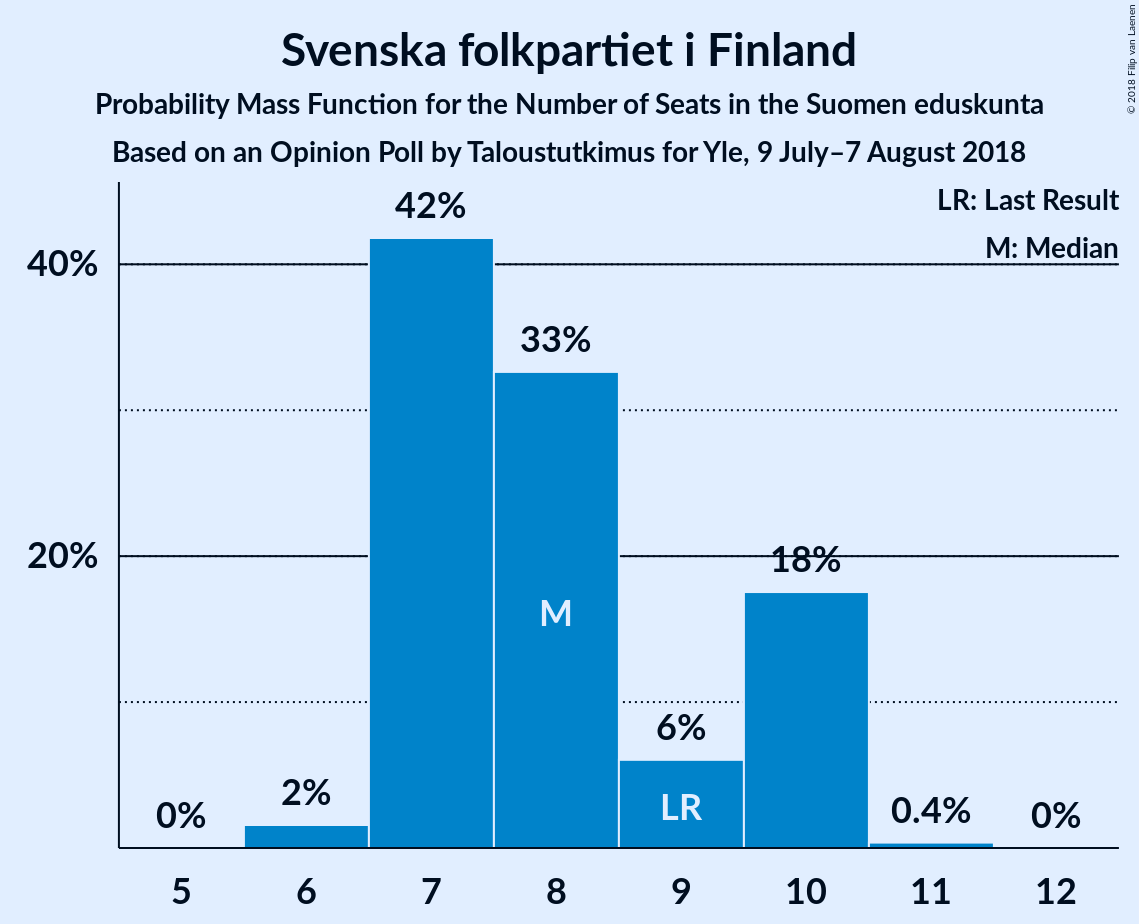 Svenska folkpartiet i Finland
Probability Mass Function for the Number of Seats in the Suomen eduskunta
Based on an Opinion Poll by Taloustutkimus for Yle, 9 July–7 August 2018
© 2018 Filip van Laenen
LR: Last Result
M: Median
42%
40%
33%
20%
18%
M
6%
2%
0%
LR
0.4%
0%
5 6 7 8 9 10 11 12